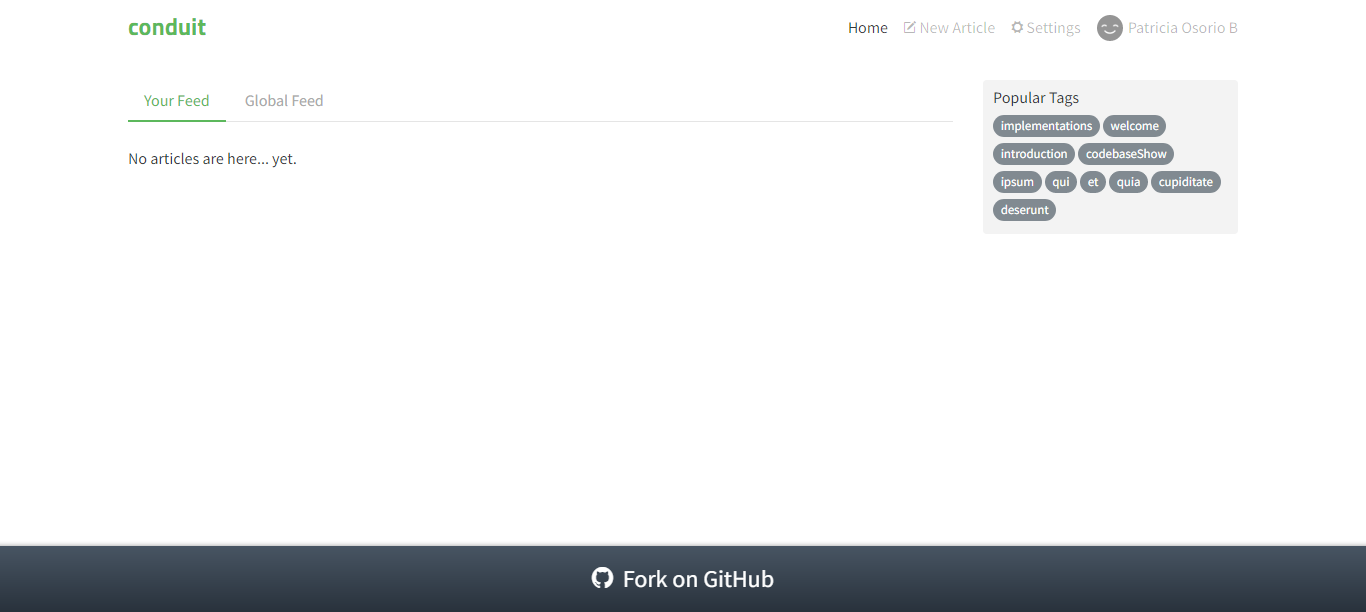 conduit
Home New Article Settings Patricia Osorio B
Your Feed Global Feed
No articles are here... yet.
Popular Tags
implementations welcome
introduction codebaseShow
ipsum qui et quia cupiditate
deserunt
Fork on GitHub